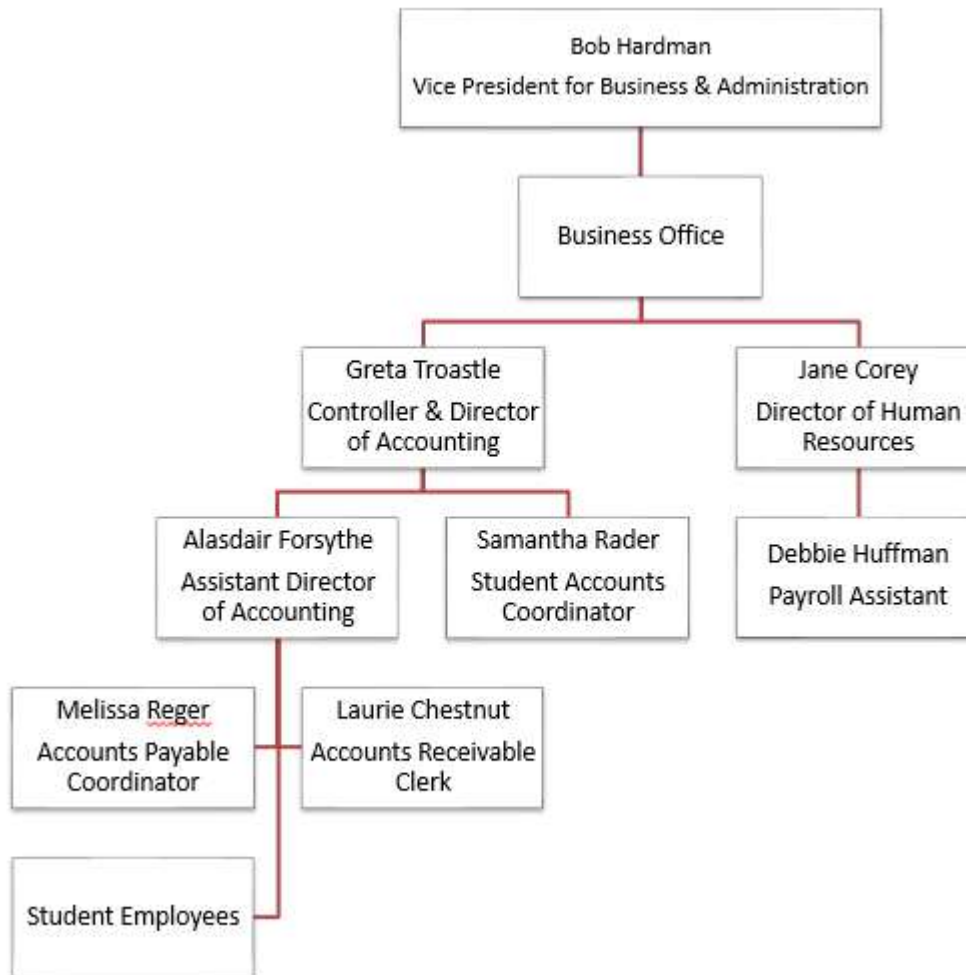 Bob Hardman
Vice President for Business & Administration
Business Office
Greta Troastle
Controller & Director
of Accounting
Jane Corey
Director of Human
Resources
Alasdair Forsythe
Assistant Director
of Accounting
Samantha Rader
Student Accounts
Coordinator
Debbie Huffman
Payroll Assistant
Melissa Reger
Accounts Payable
Coordinator
Laurie Chestnut
Accounts Receivable
Clerk
Student Employees